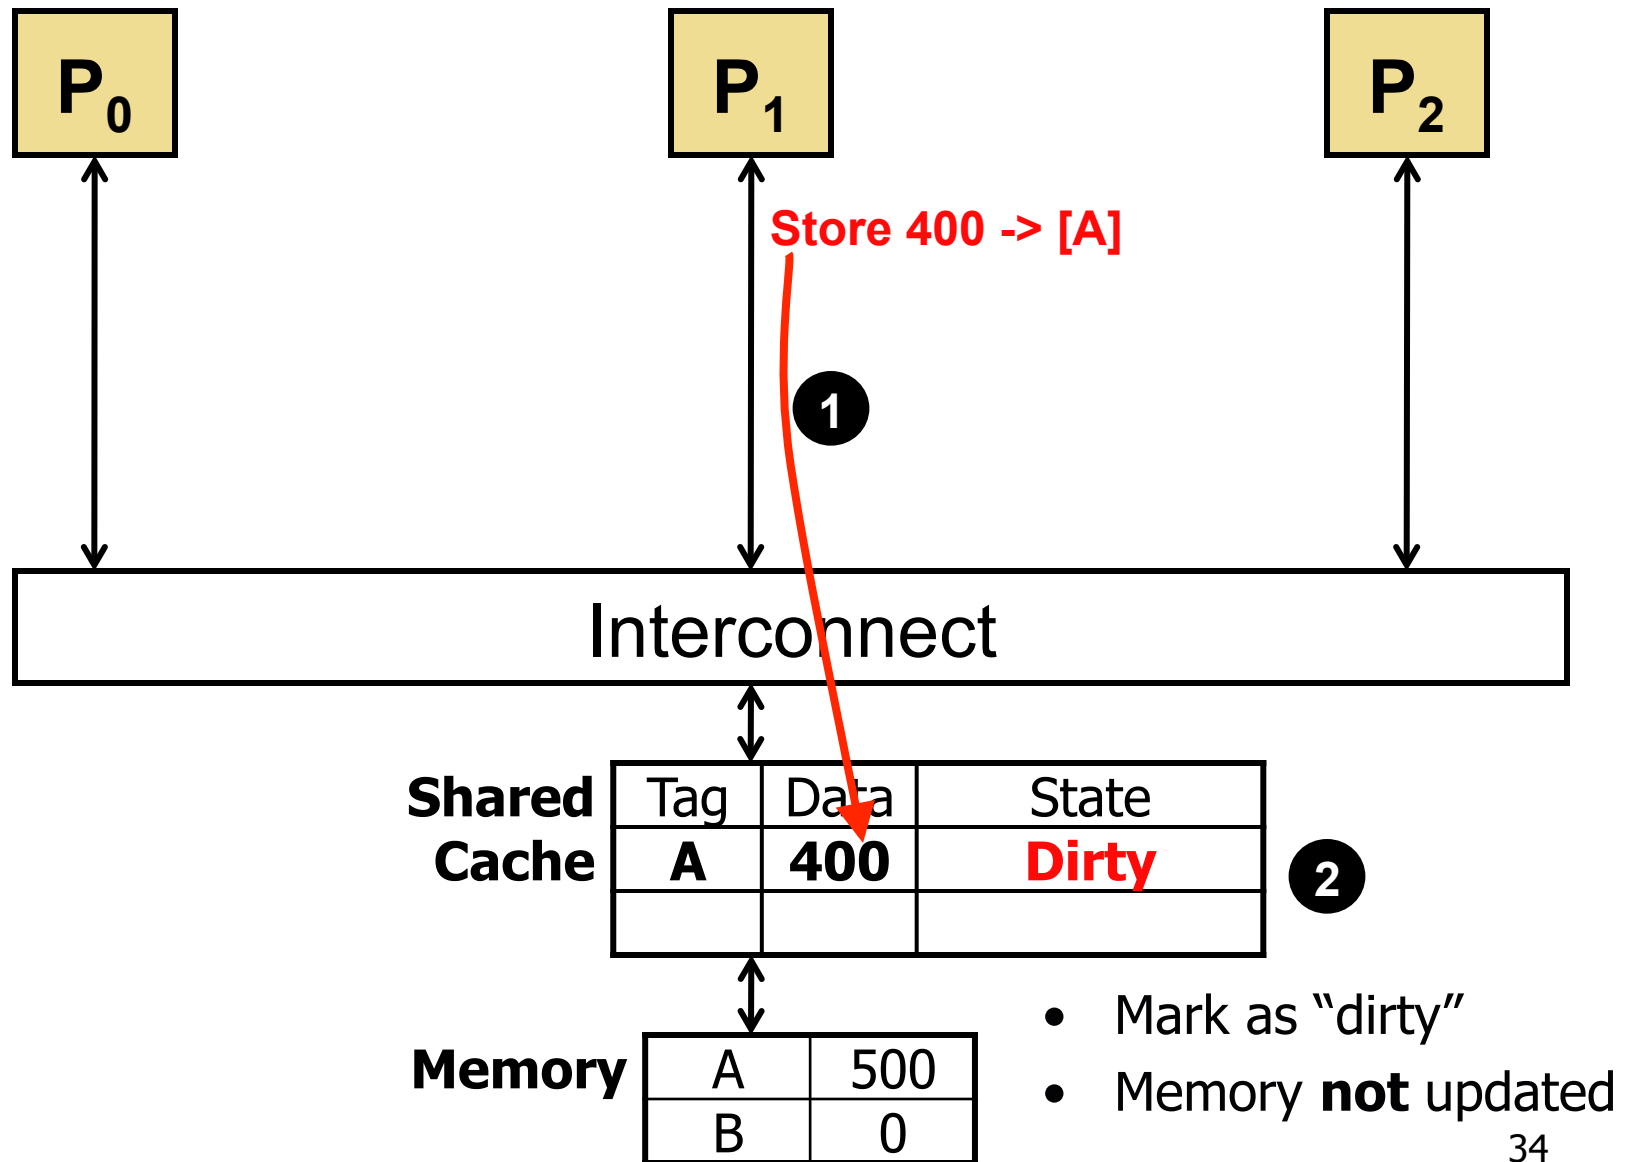 P0
P1
P2
Store 400 -> [A]
1
Interconnect
Shared Cache
Tag Data State
A 400 Dirty
2
Memory
A 500
B 0
• Mark as “dirty”
• Memory not updated
34